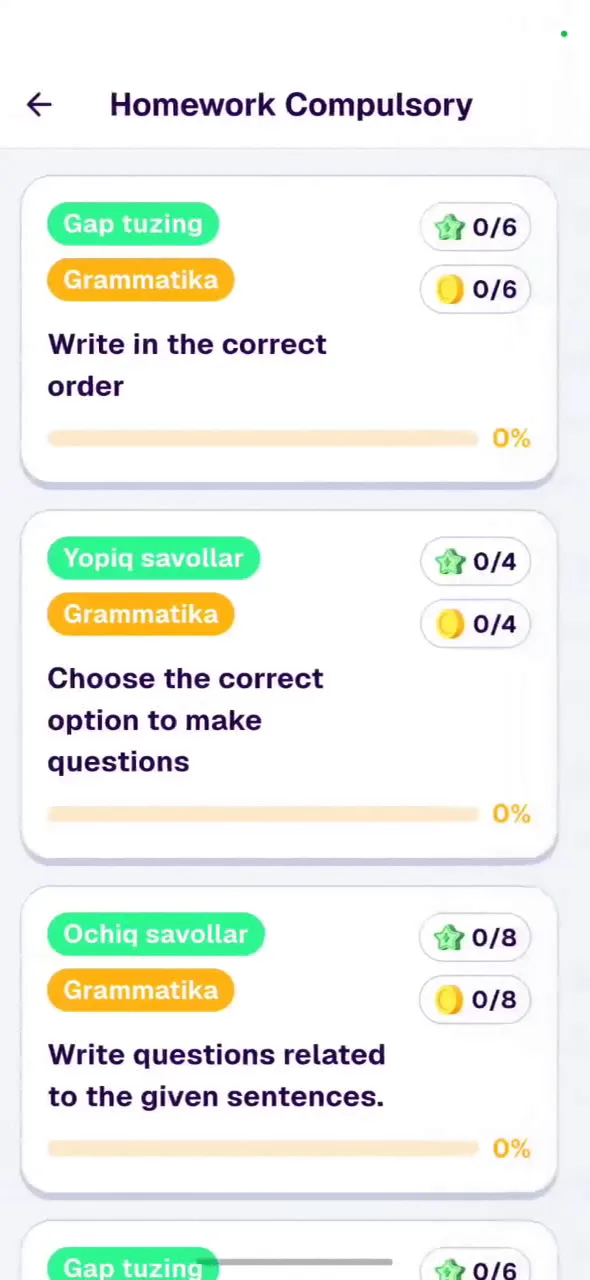 Homework Compulsory
Gap tuzing
0/6
Grammatika
0/6
Write in the correct
order
0%
Yopiq savollar
0/4
Grammatika
0/4
Choose the correct
option to make
questions
0%
Ochiq savollar
0/8
Grammatika
0/8
Write questions related
to the given sentences.
0%
Gap tuzing
0/6